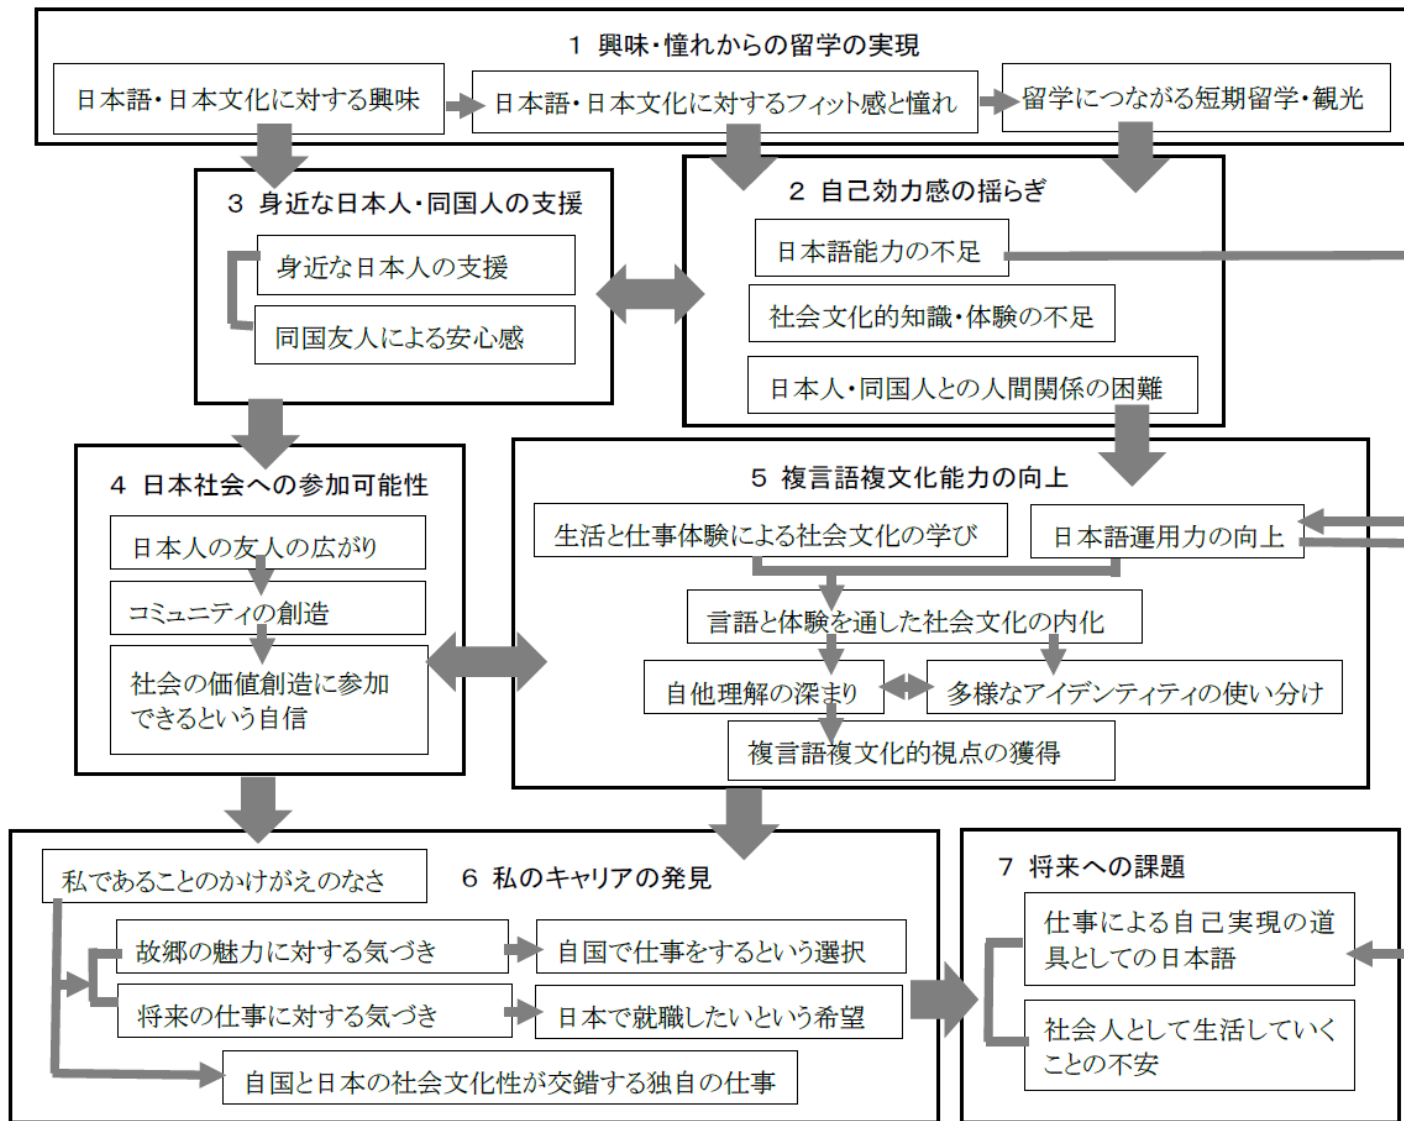 1 興味・憧れからの留学の実現
日本語・日本文化に対する興味
日本語・日本文化に対するフィット感と憧れ
留学につながる短期留学・観光
3 身近な日本人・同国人の支援
身近な日本人の支援
同国友人による安心感
2 自己効力感の揺らぎ
日本語能力の不足
社会文化的知識・体験の不足
日本人・同国人との人間関係の困難
4 日本社会への参加可能性
日本人の友人の広がり
コミュニティの創造
社会の価値創造に参加
できるという自信
5 複言語複文化能力の向上
生活と仕事体験による社会文化の学び
日本語運用力の向上
言語と体験を通した社会文化の内化
自他理解の深まり
多様なアイデンティティの使い分け
複言語複文化的視点の獲得
6 私のキャリアの発見
私であることのかけがえのなさ
故郷の魅力に対する気づき
自国で仕事をするという選択
将来の仕事に対する気づき
日本で就職したいという希望
自国と日本の社会文化性が交錯する独自の仕事
7 将来への課題
仕事による自己実現の道
具としての日本語
社会人として生活していく
ことの不安